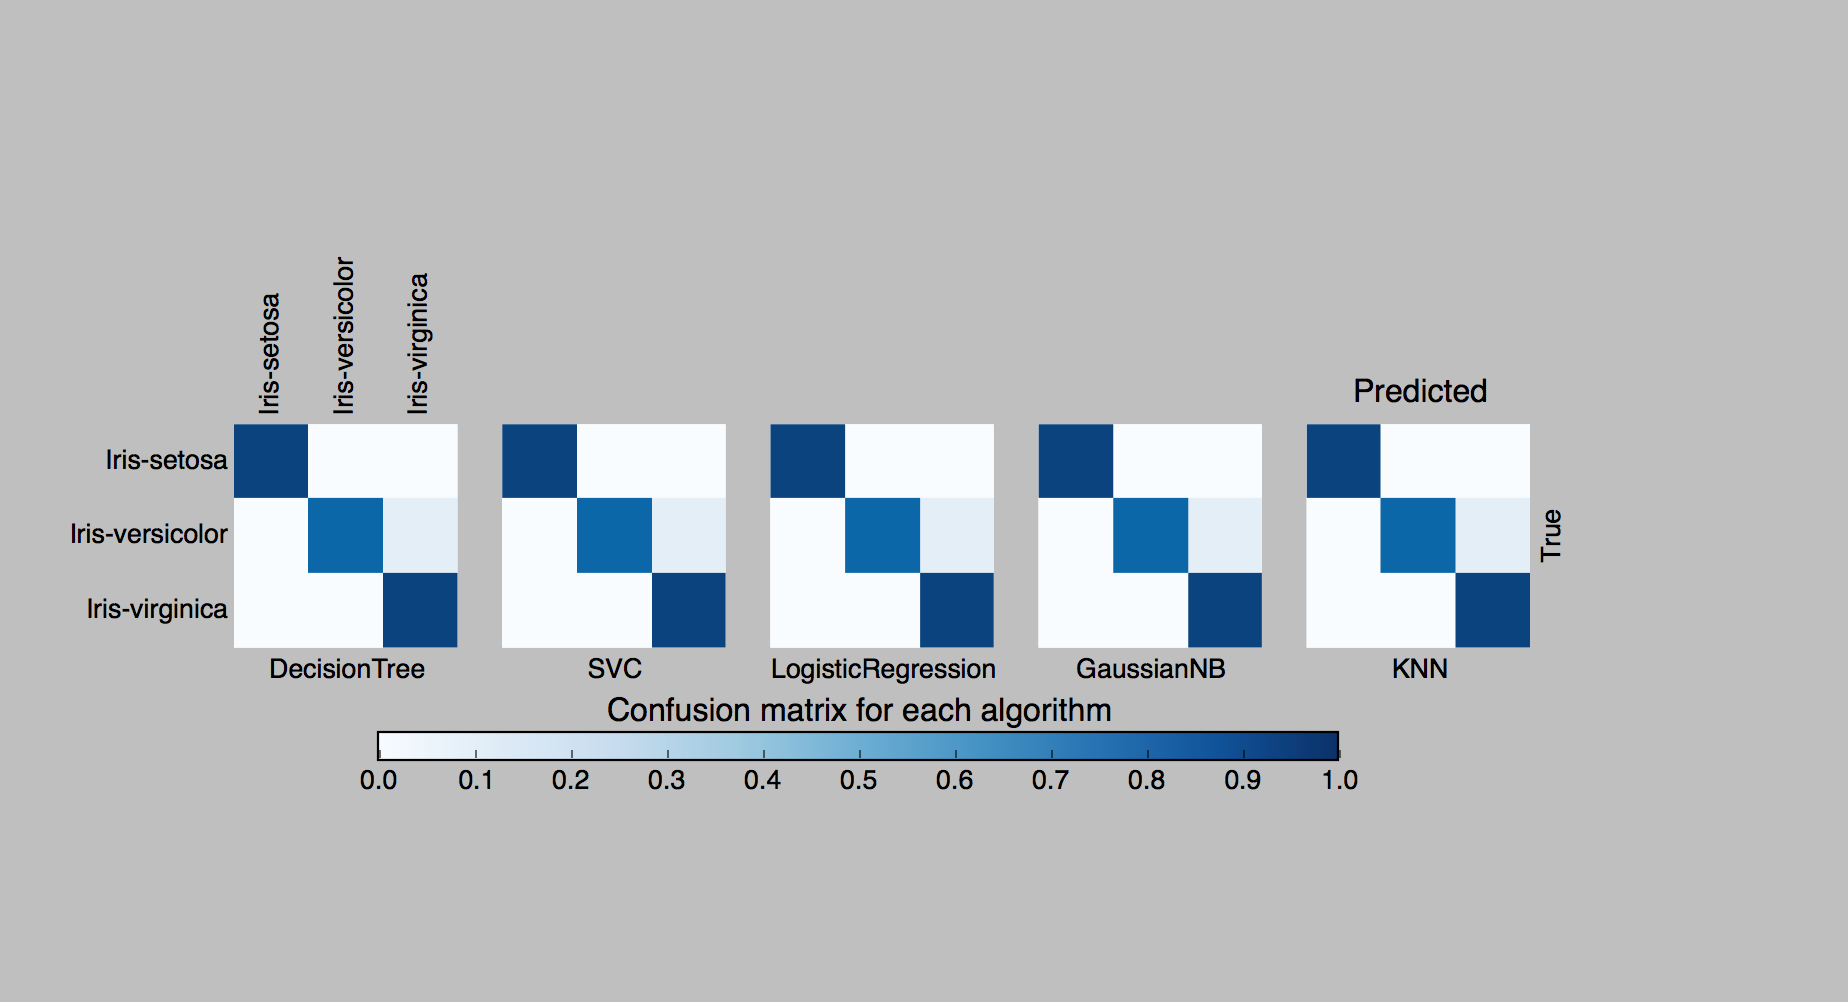 Iris-setosa
Iris-versicolor
Iris-virginica
Predicted
Iris-setosa
Iris-versicolor
Iris-virginica
True
DecisionTree
SVC
LogisticRegression
GaussianNB
KNN
Confusion matrix for each algorithm
0.0 0.1 0.2 0.3 0.4 0.5 0.6 0.7 0.8 0.9 1.0